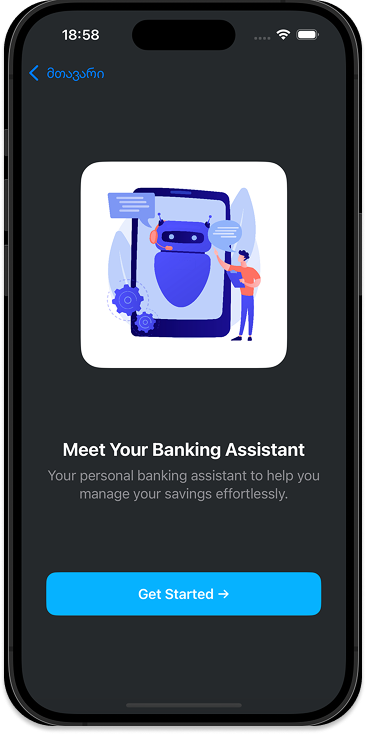 18:58
მთავარი
Meet Your Banking Assistant
Your personal banking assistant to help you
manage your savings effortlessly.
Get Started →